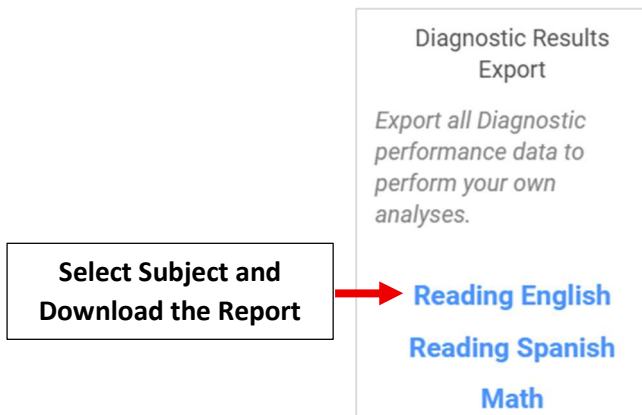 Diagnostic Results
Export
Export all Diagnostic
performance data to
perform your own
analyses.
Select Subject and
Download the Report
Reading English
Reading Spanish
Math